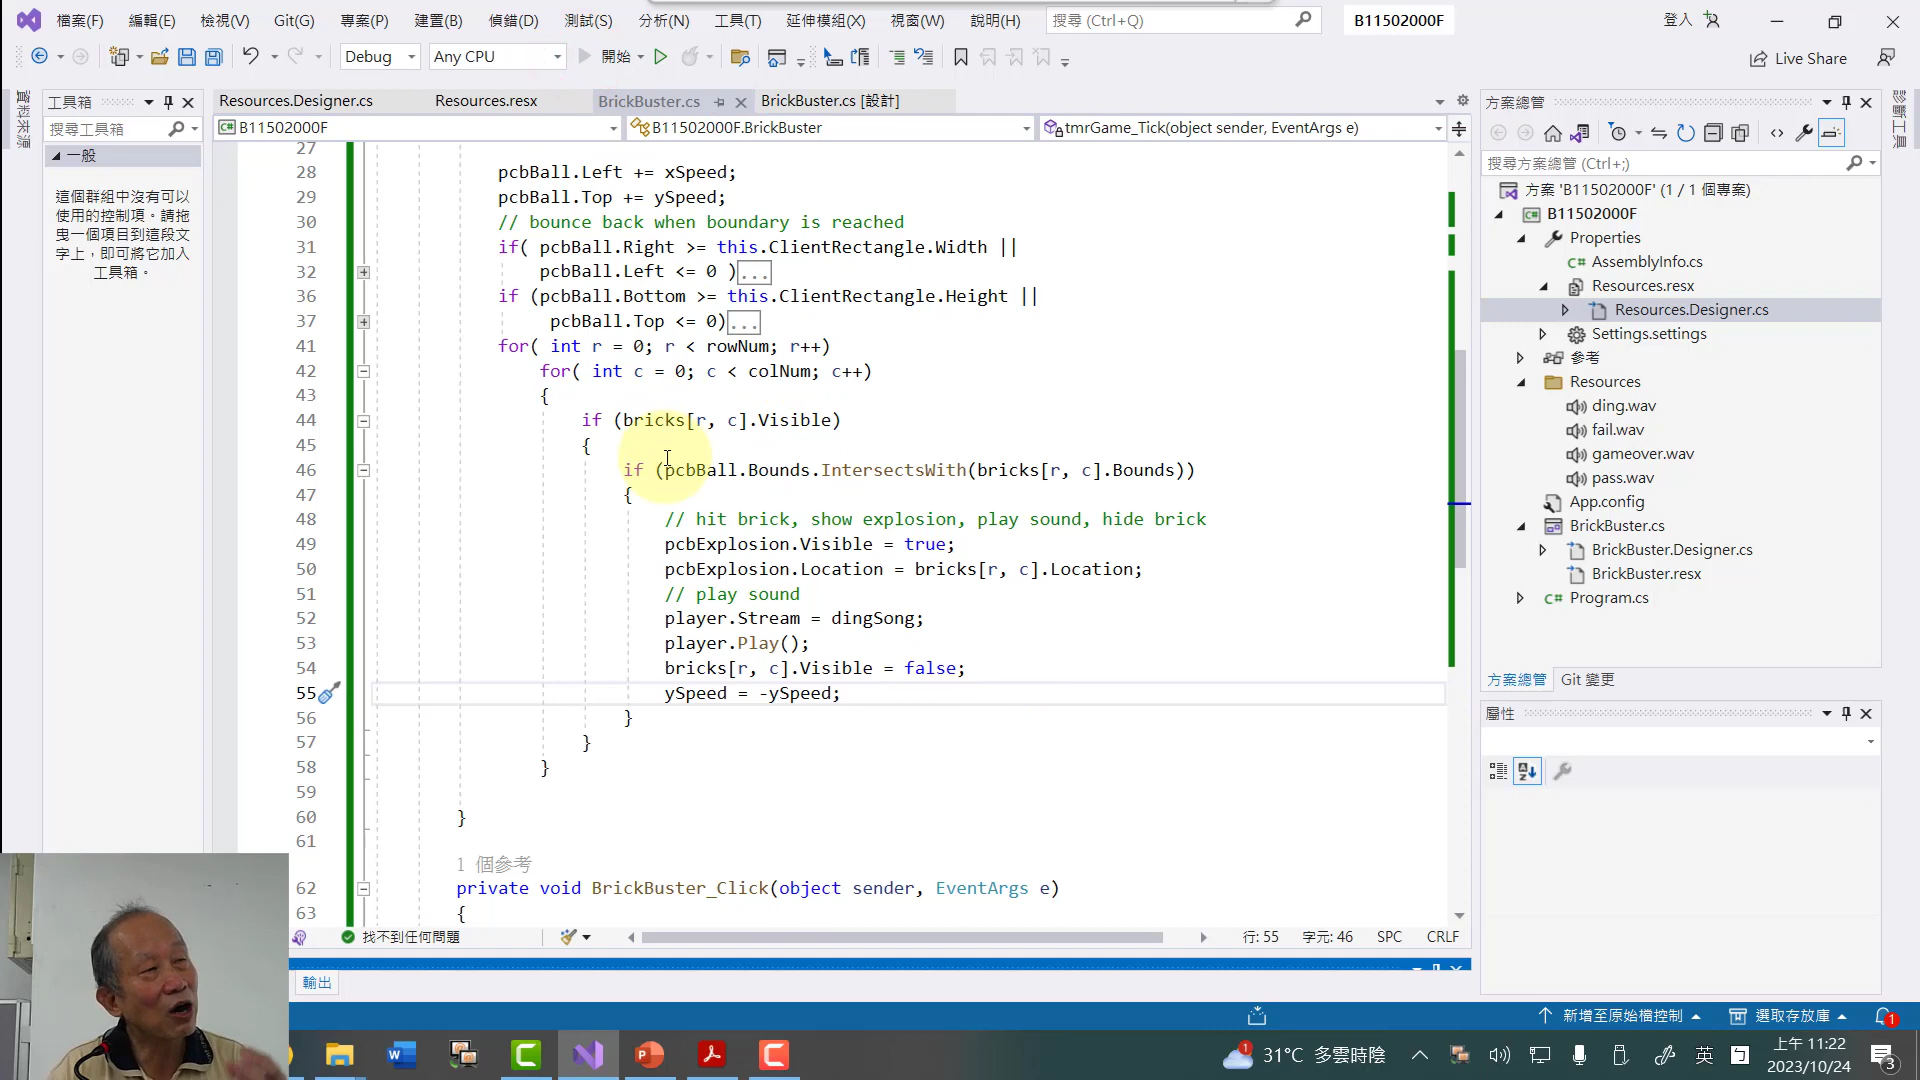 檔案(F) 編輯(E) 檢視(V) Git(G) 專案(P) 建置(B) 偵錯(D) 測試(S) 分析(N) 工具(T) 延伸模組(X) 視窗(W) 說明(H) 搜尋 (Ctrl+Q) B11502000F 登入
Debug Any CPU 開始 Live Share
資料來源
工具箱
搜尋工具箱
一般
這個群組中沒有可以
使用的控制項。請拖
曳一個項目到這段文
字上，即可將它加入
工具箱。
Resources.Designer.cs Resources.resx BrickBuster.cs BrickBuster.cs [設計]
B11502000F B11502000F.BrickBuster tmrGame_Tick(object sender, EventArgs e)
27
28 pcbBall.Left += xSpeed;
29 pcbBall.Top += ySpeed;
30 // bounce back when boundary is reached
31 if( pcbBall.Right >= this.ClientRectangle.Width ||
32 pcbBall.Left <= 0 )...
36 if (pcbBall.Bottom >= this.ClientRectangle.Height ||
37 pcbBall.Top <= 0)...
41 for( int r = 0; r < rowNum; r++)
42 for( int c = 0; c < colNum; c++)
43 {
44 if (bricks[r, c].Visible)
45 {
46 if (pcbBall.Bounds.IntersectsWith(bricks[r, c].Bounds))
47 {
48 // hit brick, show explosion, play sound, hide brick
49 pcbExplosion.Visible = true;
50 pcbExplosion.Location = bricks[r, c].Location;
51 // play sound
52 player.Stream = dingSong;
53 player.Play();
54 bricks[r, c].Visible = false;
55 ySpeed = -ySpeed;
56 }
57 }
58 }
59
60 }
61
1 個參考
62 private void BrickBuster_Click(object sender, EventArgs e)
63 {
找不到任何問題 行: 55 字元: 46 SPC CRLF
輸出
方案總管
搜尋方案總管 (Ctrl+;)
方案 'B11502000F' (1 / 1 個專案)
B11502000F
Properties
AssemblyInfo.cs
Resources.resx
Resources.Designer.cs
Settings.settings
參考
Resources
ding.wav
fail.wav
gameover.wav
pass.wav
App.config
BrickBuster.cs
BrickBuster.Designer.cs
BrickBuster.resx
Program.cs
方案總管 Git 變更
屬性
診斷工具
新增至原始檔控制 選取存放庫 1
1 31°C 多雲時陰 英 上午 11:22
2023/10/24 3